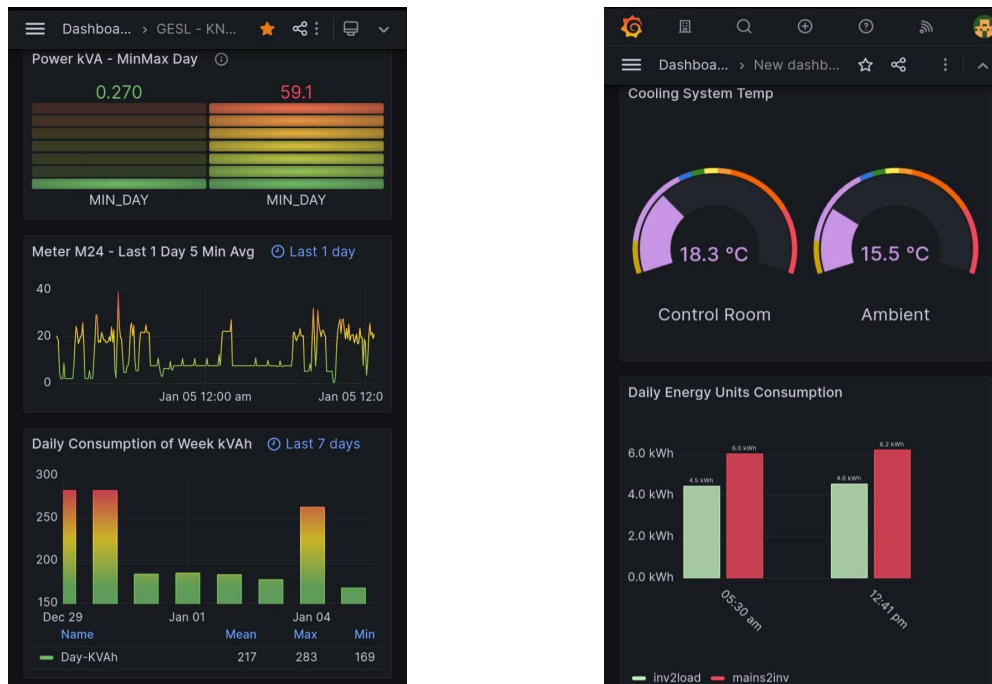 Dashboa... › GESL - KN...
Power kVA - MinMax Day
0.270
59.1
MIN_DAY
MIN_DAY
Meter M24 - Last 1 Day 5 Min Avg
Last 1 day
40
20
0
Jan 05 12:00 am
Jan 05 12:0
Daily Consumption of Week kVAh
Last 7 days
300
250
200
150
Dec 29
Jan 01
Jan 04
Name Mean Max Min
Day-KVAh 217 283 169
Dashboa... › New dashb...
Cooling System Temp
18.3 °C
15.5 °C
Control Room
Ambient
Daily Energy Units Consumption
6.0 kWh
4.0 kWh
2.0 kWh
0.0 kWh
4.5 kWh
6.0 kWh
4.6 kWh
6.2 kWh
05:30 am
12:41 pm
inv2load mains2inv